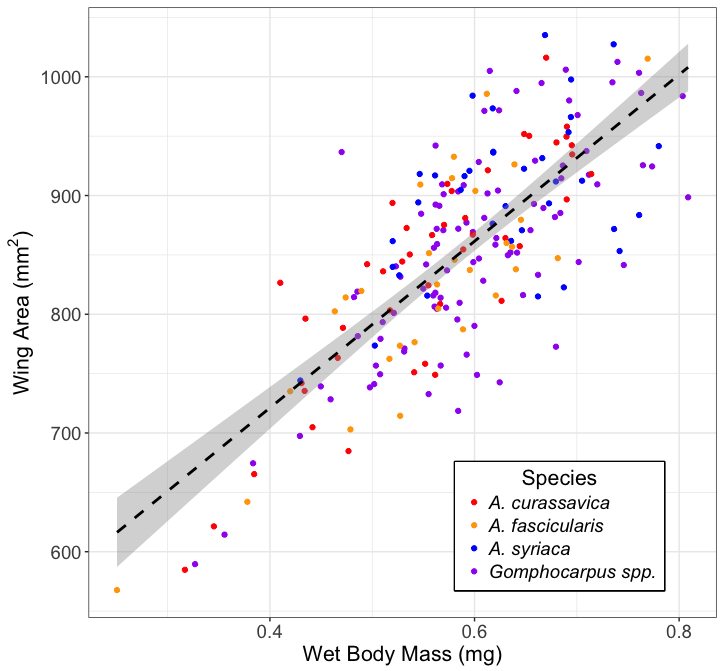 Wing Area (mm²)
1000
900
800
700
600
Species
A. curassavica
A. fascicularis
A. syriaca
Gomphocarpus spp.
0.4 0.6 0.8
Wet Body Mass (mg)